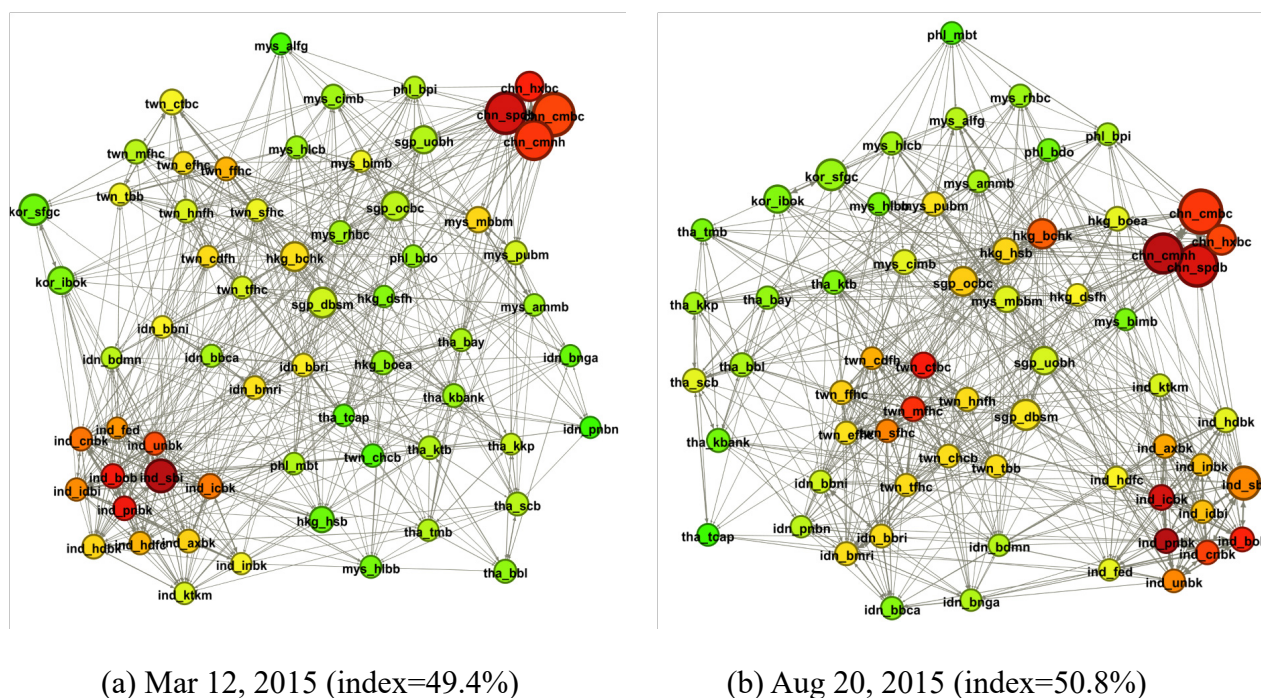 mys_alfg
chn_hxbc
phl_bpi
mys_cimb
twn_ctbc
chn_spdb
chn_cmbc
sgp_uobh
chn_cmnh
mys_hlcb
twn_mfhc
twn_efhc
twn_ffhc
mys_bimb
twn_tbb
kor_sfgc
twn_hnfh
twn_sfhc
sgp_ocbc
mys_mbbm
mys_rhbc
twn_cdfh
hkg_bchk
phl_bdo
mys_pubm
kor_ibok
twn_tfhc
sgp_dbsm
hkg_dsfh
mys_ammb
idn_bbni
tha_bay
idn_bdmn
idn_bbca
idn_bbri
hkg_boea
idn_bnga
idn_bmri
tha_kbank
tha_tcap
idn_pnbn
ind_fed
ind_cnbk
ind_unbk
tha_kkp
tha_ktb
twn_chcb
phl_mbt
ind_bob
ind_sbi
ind_idbi
ind_icbk
tha_scb
ind_pnbk
hkg_hsb
tha_tmb
ind_hdbk
ind_hdfc
ind_axbk
ind_inbk
mys_hlbb
tha_bbl
ind_ktkm
(a) Mar 12, 2015 (index=49.4%)
phl_mbt
mys_rhbc
mys_alfg
phl_bpi
mys_hlcb
phl_bdo
kor_sfgc
mys_ammb
kor_ibok
mys_hlbb
mys_pubm
chn_cmbc
hkg_boea
tha_tmb
hkg_bchk
chn_hxbc
hkg_hsb
chn_cmnh
chn_spdb
mys_cimb
tha_ktb
sgp_ocbc
hkg_dsfh
tha_kkp
tha_bay
mys_mbbm
mys_bimb
twn_cdfh
twn_ctbc
sgp_uobh
tha_bbl
tha_scb
ind_ktkm
twn_ffhc
twn_hnfh
twn_mfhc
sgp_dbsm
ind_hdbk
twn_efhc
twn_sfhc
tha_kbank
ind_axbk
twn_chcb
twn_tbb
ind_inbk
idn_bbni
twn_tfhc
ind_hdfc
ind_sbi
ind_icbk
ind_idbi
idn_pnbn
tha_tcap
idn_bbri
idn_bmri
idn_bdmn
ind_pnbk
ind_bob
ind_cnbk
ind_fed
ind_unbk
idn_bbca
idn_bnga
(b) Aug 20, 2015 (index=50.8%)